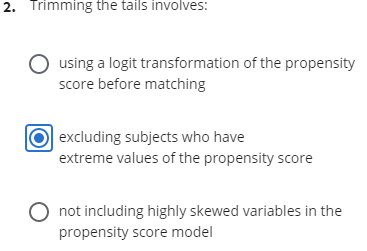 2. Trimming the tails involves:
using a logit transformation of the propensity
score before matching
excluding subjects who have
extreme values of the propensity score
not including highly skewed variables in the
propensity score model